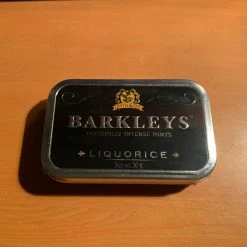 BARKLEYS
TASTEFULLY INTENSE MINTS
LIQUORICE